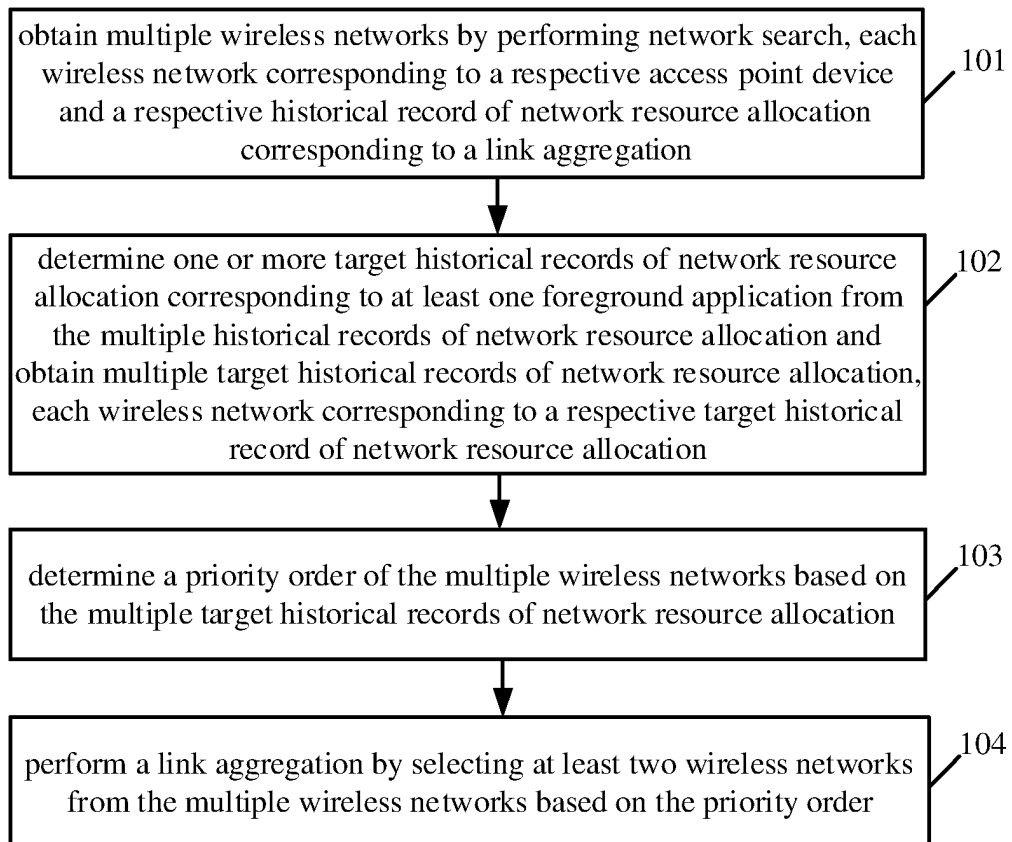 obtain multiple wireless networks by performing network search, each
wireless network corresponding to a respective access point device
and a respective historical record of network resource allocation
corresponding to a link aggregation
101
determine one or more target historical records of network resource
allocation corresponding to at least one foreground application from
the multiple historical records of network resource allocation and
obtain multiple target historical records of network resource allocation,
each wireless network corresponding to a respective target historical
record of network resource allocation
102
determine a priority order of the multiple wireless networks based on
the multiple target historical records of network resource allocation
103
perform a link aggregation by selecting at least two wireless networks
from the multiple wireless networks based on the priority order
104